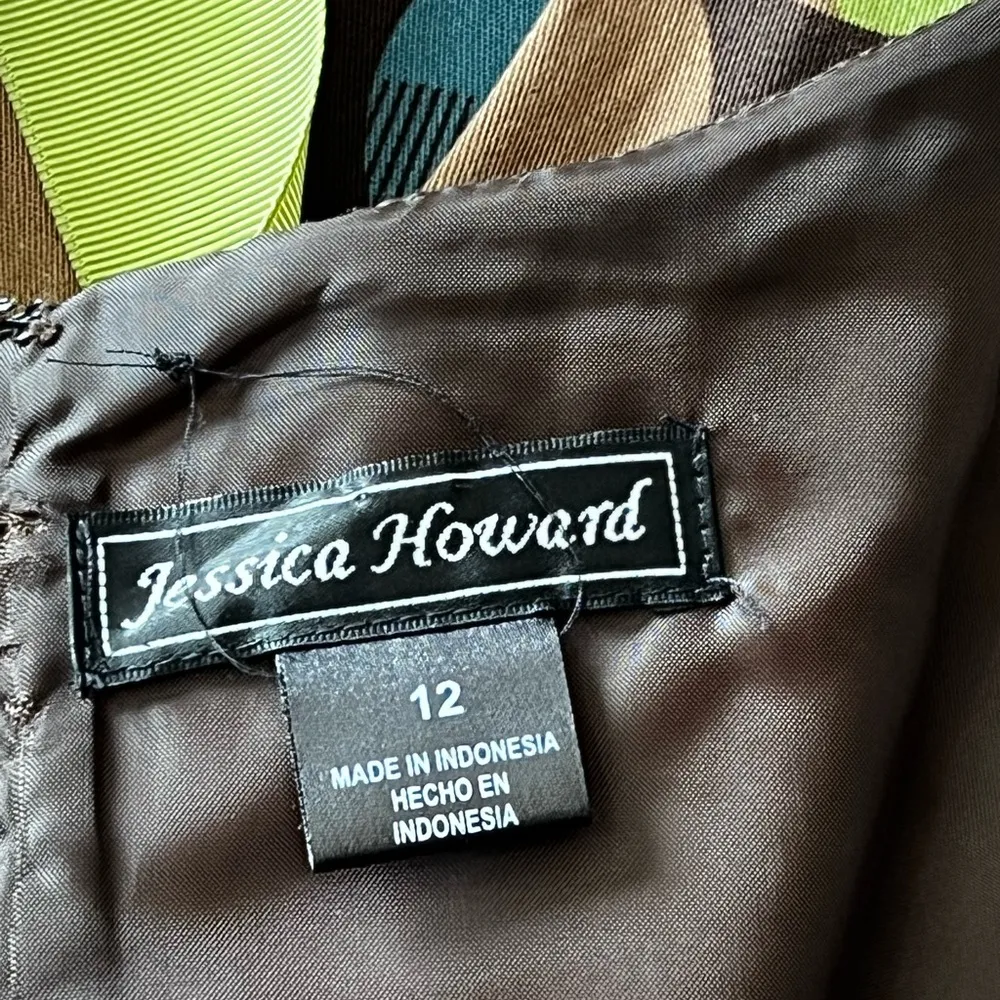 Jessica Howard
12
MADE IN INDONESIA
HECHO EN
INDONESIA